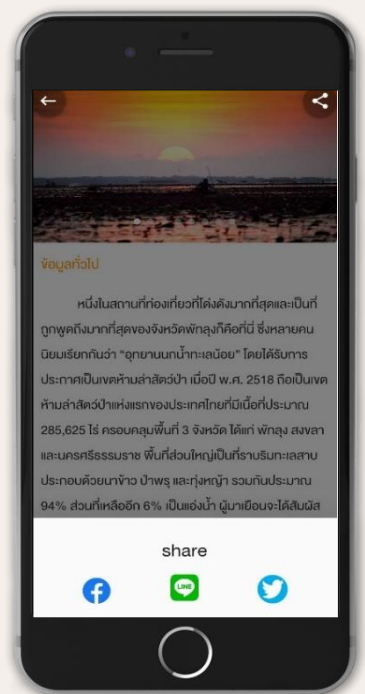 ข้อมูลทั่วไป
หนึ่งในสถานที่ท่องเที่ยวที่โด่งดังมากที่สุดและเป็นที่
ถูกพูดถึงมากที่สุดของจังหวัดพัทลุงก็คือที่นี่ ซึ่งหลายคน
นิยมเรียกกันว่า “อุทยานนกน้ำทะเลน้อย” โดยได้รับการ
ประกาศเป็นเขตห้ามล่าสัตว์ป่า เมื่อปี พ.ศ. 2518 ถือเป็นเขต
ห้ามล่าสัตว์ป่าแห่งแรกของประเทศไทยที่มีเนื้อที่ประมาณ
285,625 ไร่ ครอบคลุมพื้นที่ 3 จังหวัด ได้แก่ พัทลุง สงขลา
และนครศรีธรรมราช พื้นที่ส่วนใหญ่เป็นที่ราบริมทะเลสาบ
ประกอบด้วยนาข้าว ป่าพรุ และทุ่งหญ้า รวมกันประมาณ
94% ส่วนที่เหลืออีก 6% เป็นแอ่งน้ำ ผู้มาเยือนจะได้สัมผัส
share
LINE